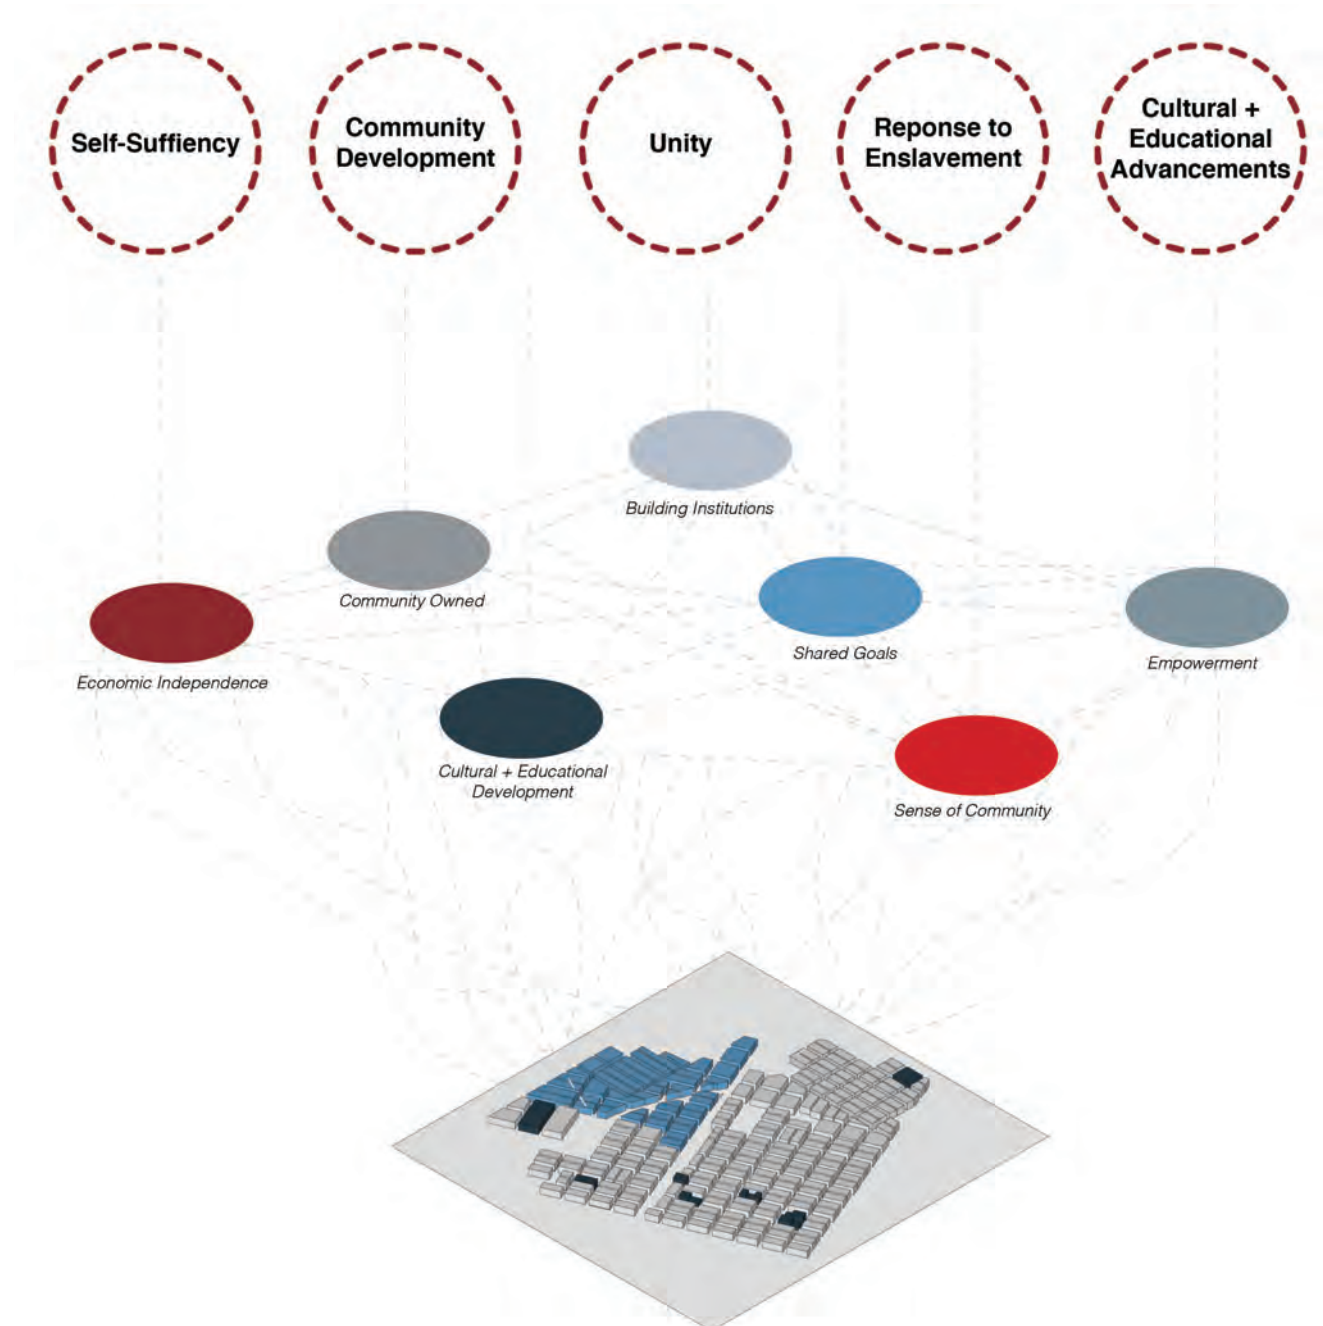 Self-Suffiency
Community
Development
Unity
Reponse to
Enslavement
Cultural +
Educational
Advancements
Building Institutions
Community Owned
Shared Goals
Economic Independence
Empowerment
Cultural + Educational
Development
Sense of Community